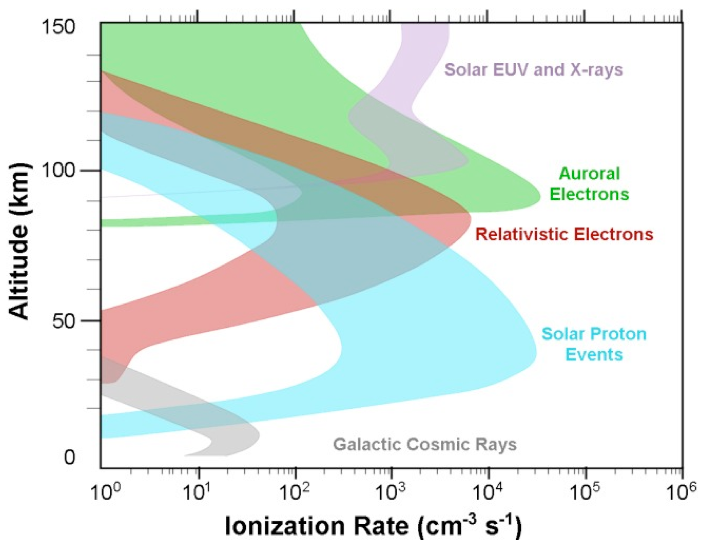 150
Solar EUV and X-rays
100
Auroral
Electrons
Relativistic Electrons
Altitude (km)
50
Solar Proton
Events
Galactic Cosmic Rays
0
10⁰ 10¹ 10² 10³ 10⁴ 10⁵ 10⁶
Ionization Rate (cm⁻³ s⁻¹)